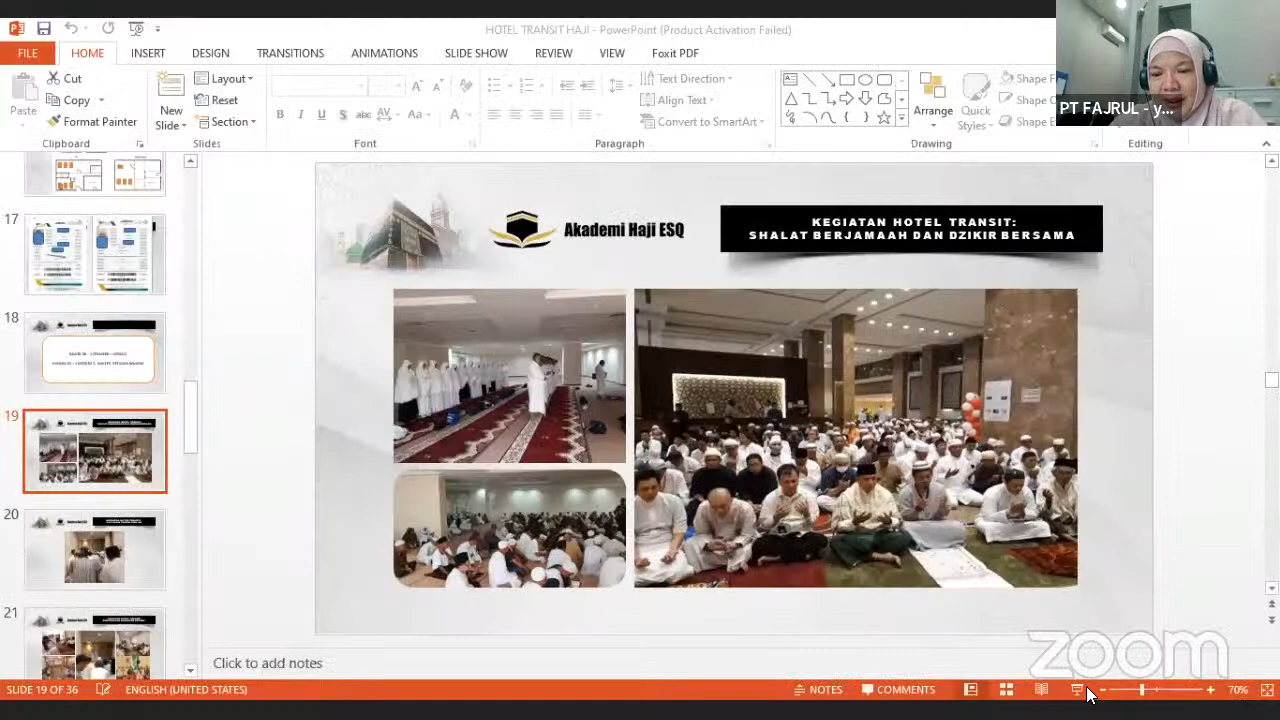 HOTEL TRANSIT HAJI - PowerPoint (Product Activation Failed)
FILE
HOME
INSERT
DESIGN
TRANSITIONS
ANIMATIONS
SLIDE SHOW
REVIEW
VIEW
Foxit PDF
Paste
Cut
Copy
Format Painter
Clipboard
New
Slide
Layout
Reset
Section
Slides
Font
Text Direction
Align Text
Convert to SmartArt
Paragraph
Arrange
Quick
Styles
Shape F
Shape
Shape E
Drawing
Editing
PT FAJRUL - y...
17
18
19
20
21
Akademi Haji ESQ
KEGIATAN HOTEL TRANSIT:
SHALAT BERJAMAAH DAN DZIKIR BERSAMA
Click to add notes
zoom
SLIDE 19 OF 36
ENGLISH (UNITED STATES)
NOTES
COMMENTS
70%